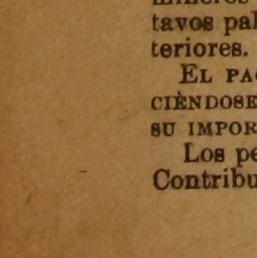 tavos pal
teriores.
EL PA
CIÉNDOSE
SU IMPOR
Los pe
Contribu